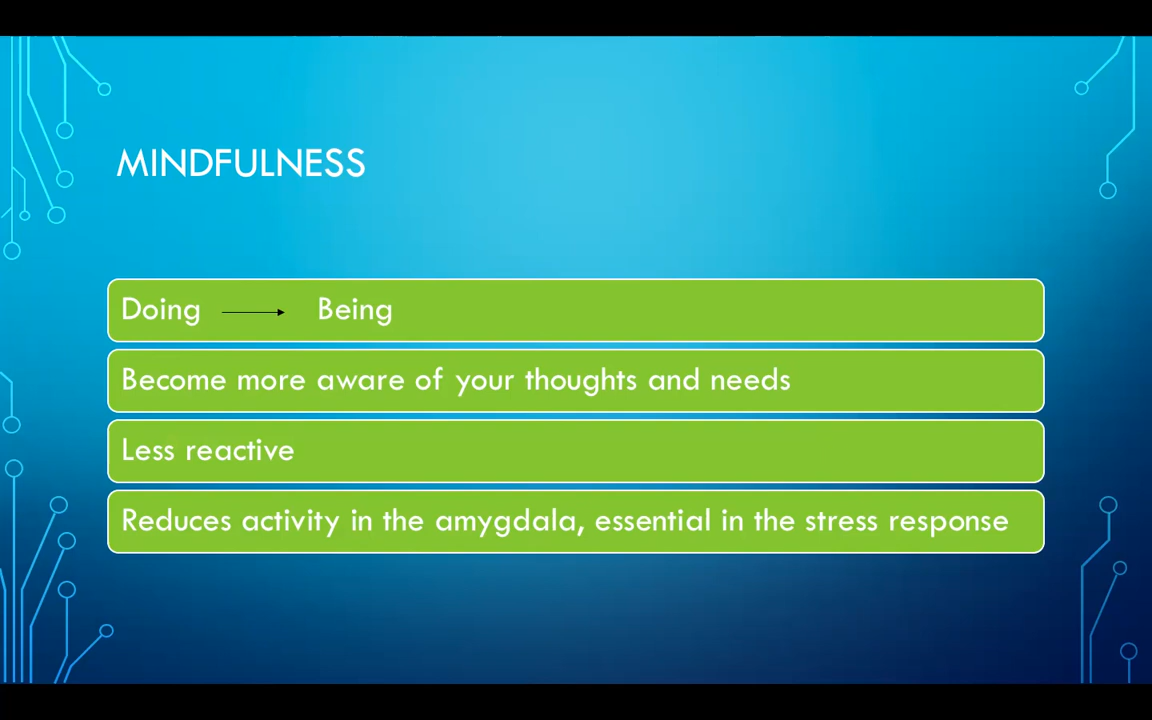 MINDFULNESS
Doing → Being
Become more aware of your thoughts and needs
Less reactive
Reduces activity in the amygdala, essential in the stress response